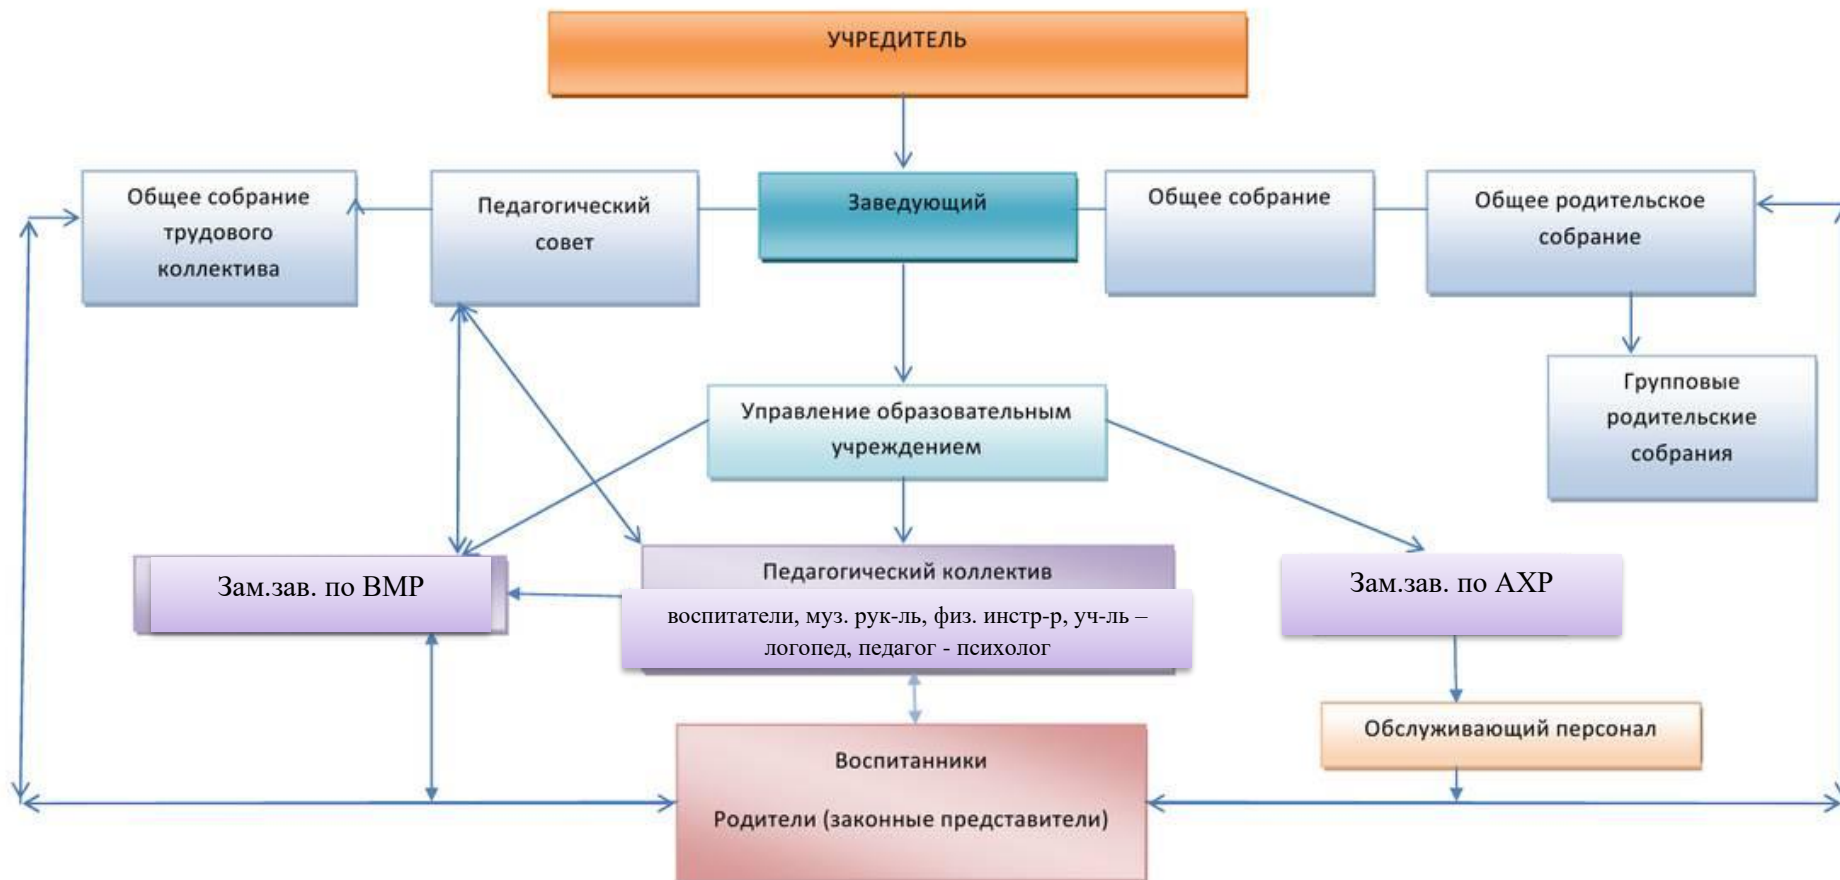 УЧРЕДИТЕЛЬ
Общее собрание
трудового
коллектива
Педагогический
совет
Заведующий
Общее собрание
Общее родительское
собрание
Групповые
родительские
собрания
Управление образовательным
учреждением
Зам.зав. по ВМР
Педагогический коллектив
воспитатели, муз. рук-ль, физ. инстр-р, уч-ль –
логопед, педагог - психолог
Зам.зав. по АХР
Обслуживающий персонал
Воспитанники
Родители (законные представители)